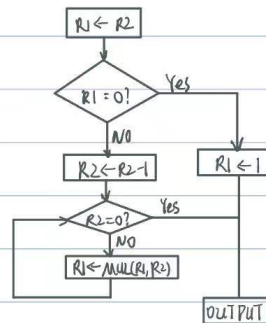 R1 ← R2
R1 = 0?
Yes
NO
R2 ← R2-1
R1 ← 1
R2=0?
Yes
NO
R1 ← MUL(R1, R2)
OUTPUT